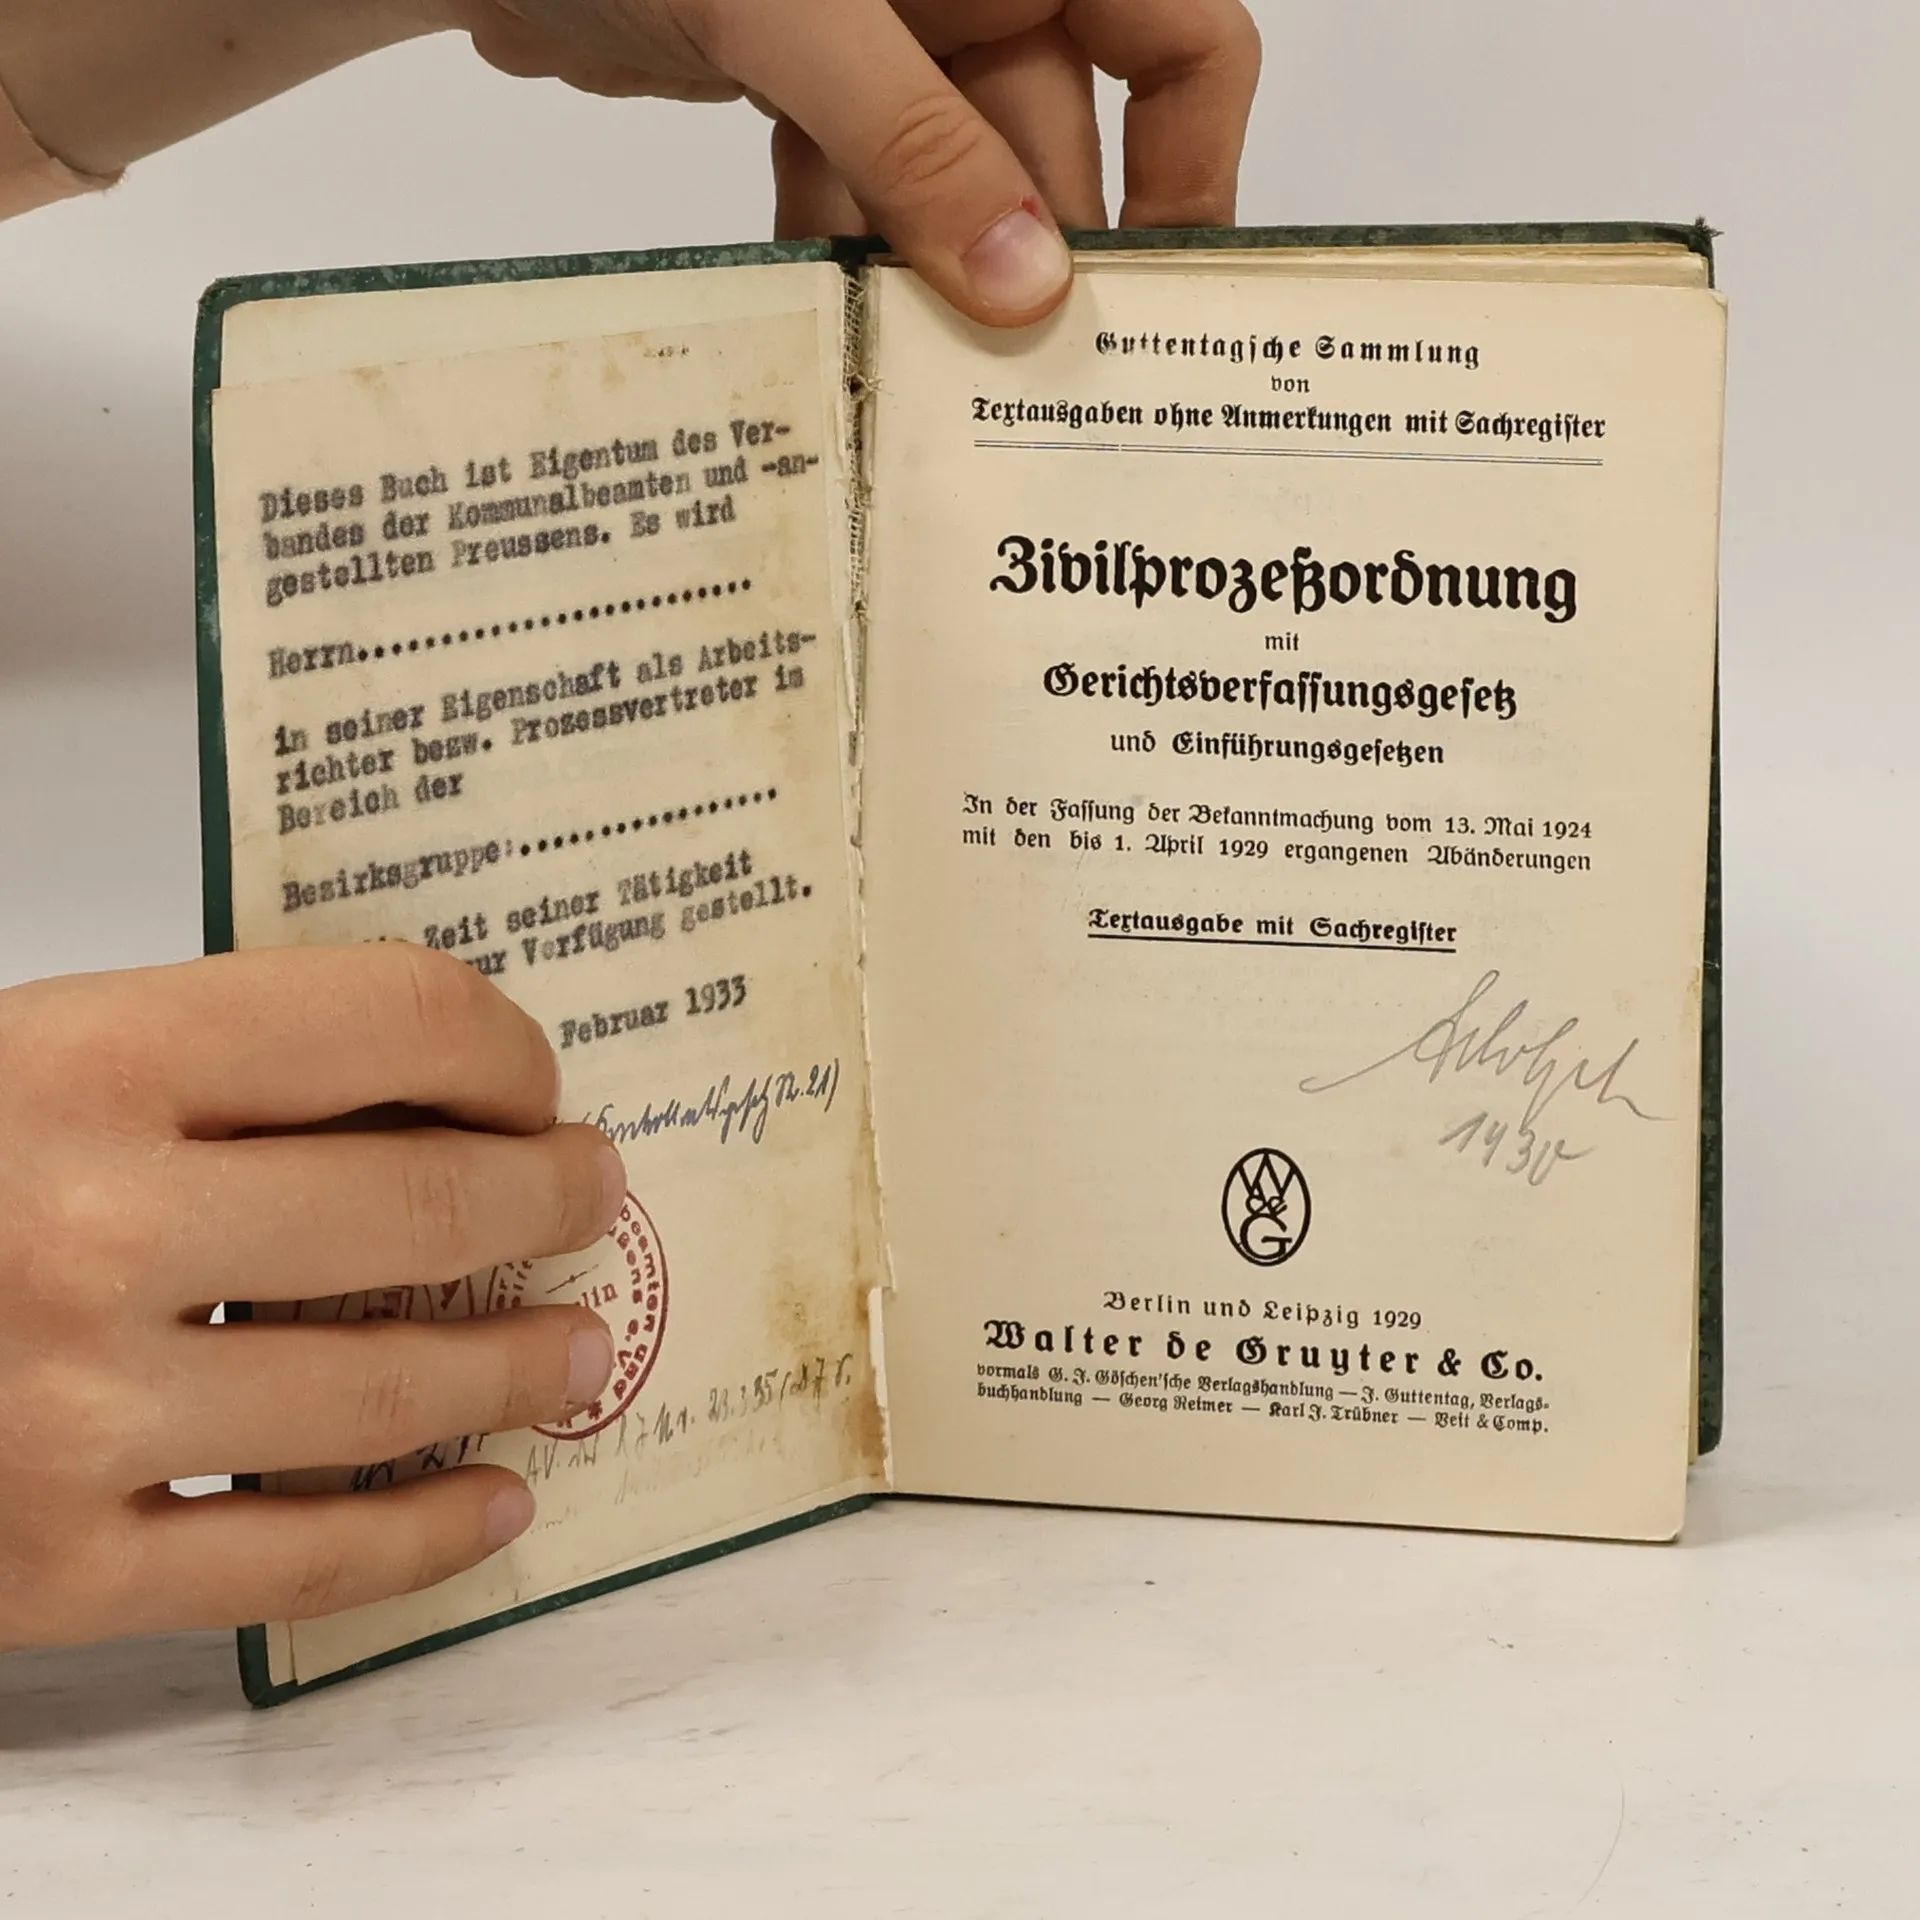 Dieses Buch ist Eigentum des Ver-
bandes der Kommunalbeamten und -an-
gestellten Preussens. Es wird
Herrn..........................
in seiner Eigenschaft als Arbeits-
richter bezw. Prozessvertreter im
Bereich der
Bezirksgruppe:..................
Zeit seiner Tätigkeit
zur Verfügung gestellt.
Februar 1933
21)
beamten und
e.V.
Guttentagsche Sammlung
von
Textausgaben ohne Anmerkungen mit Sachregister
Zivilprozeßordnung
mit
Gerichtsverfassungsgesetz
und Einführungsgesetzen
In der Fassung der Bekanntmachung vom 13. Mai 1924
mit den bis 1. April 1929 ergangenen Abänderungen
Textausgabe mit Sachregister
1930
W
&
G
Berlin und Leipzig 1929
Walter de Gruyter & Co.
vormals G. J. Göschen'sche Verlagshandlung — J. Guttentag, Verlags-
buchhandlung — Georg Reimer — Karl J. Trübner — Veit & Comp.